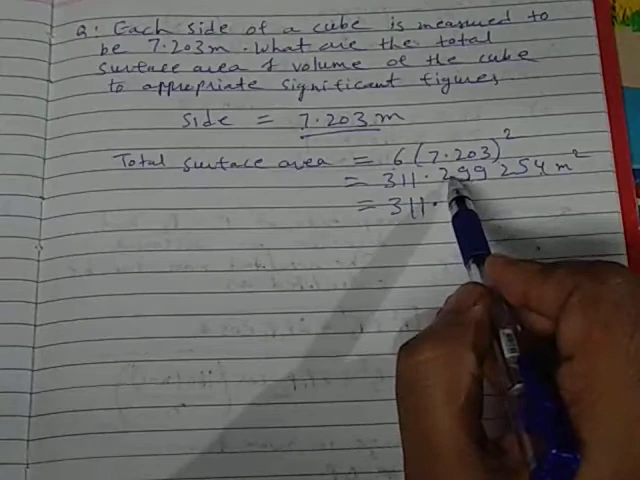 Q. Each side of a cube is measured to
be 7.203m. What are the total
surface area & volume of the cube
to appropriate significant figures
side = 7.203 m
Total surface area = 6(7.203)²
= 311.299254 m²
= 311.